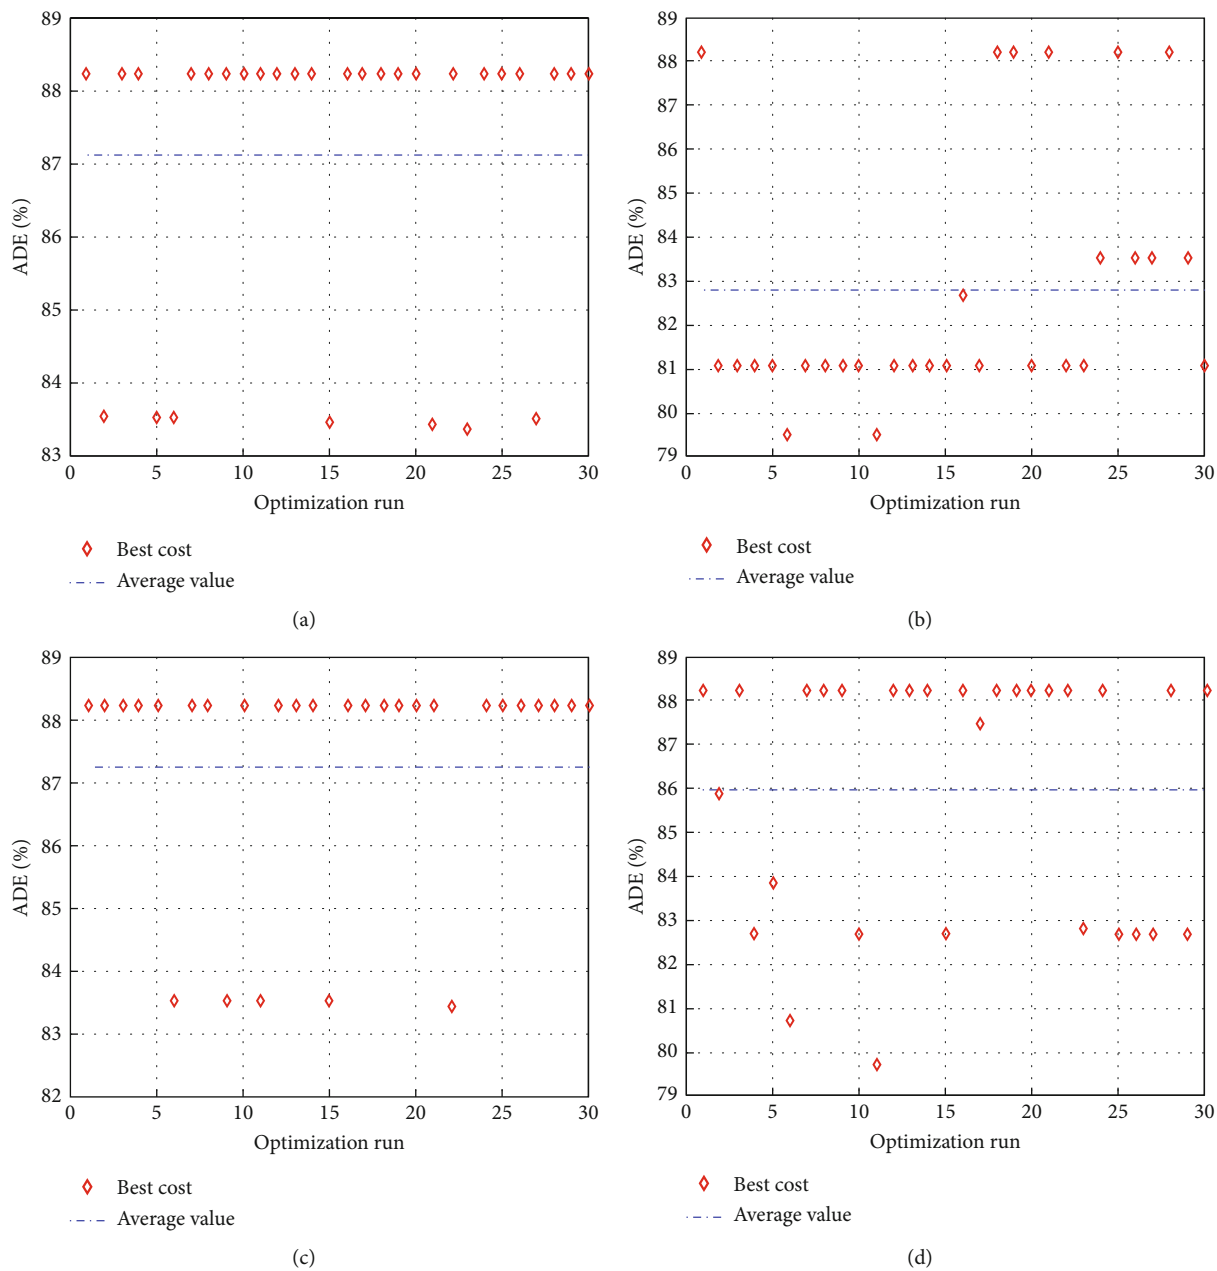 89
88
87
86
85
84
83
ADE (%)
0 5 10 15 20 25 30
Optimization run
Best cost
Average value
(a)
89
88
87
86
85
84
83
82
81
80
79
ADE (%)
0 5 10 15 20 25 30
Optimization run
Best cost
Average value
(b)
89
88
87
86
85
84
83
82
ADE (%)
0 5 10 15 20 25 30
Optimization run
Best cost
Average value
(c)
89
88
87
86
85
84
83
82
81
80
79
ADE (%)
0 5 10 15 20 25 30
Optimization run
Best cost
Average value
(d)